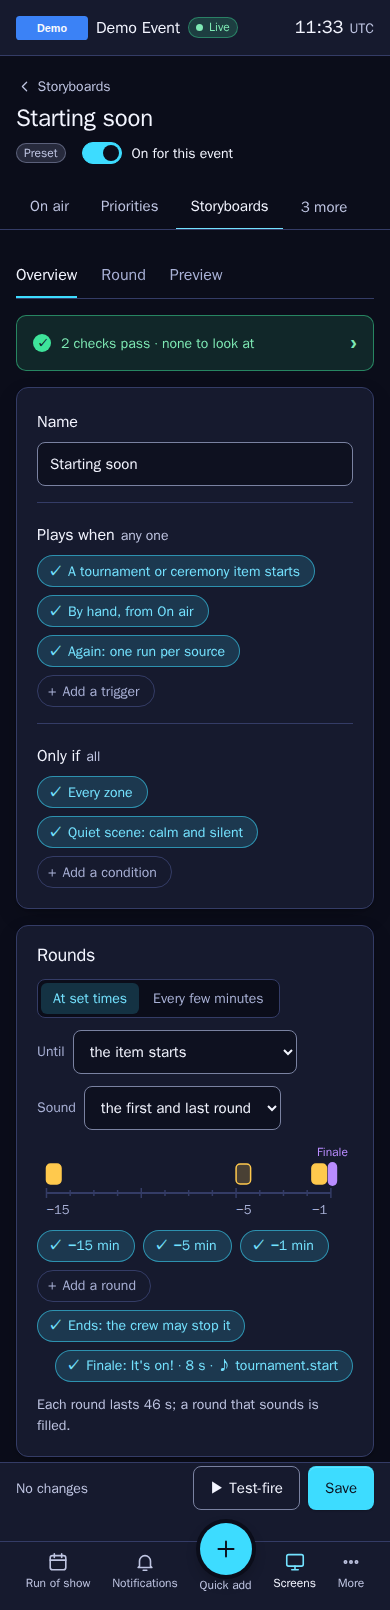 Demo Demo Event Live 11:33 UTC
Storyboards
Starting soon
Preset On for this event
On air Priorities Storyboards 3 more
Overview Round Preview
2 checks pass · none to look at
Name
Starting soon
Plays when any one
✓ A tournament or ceremony item starts
✓ By hand, from On air
✓ Again: one run per source
+ Add a trigger
Only if all
✓ Every zone
✓ Quiet scene: calm and silent
+ Add a condition
Rounds
At set times Every few minutes
Until the item starts
Sound the first and last round
Finale
−15 −5 −1
✓ −15 min ✓ −5 min ✓ −1 min
+ Add a round
✓ Ends: the crew may stop it
✓ Finale: It's on! · 8 s · ♪ tournament.start
Each round lasts 46 s; a round that sounds is
filled.
No changes ▶ Test-fire Save
Run of show Notifications Quick add Screens More